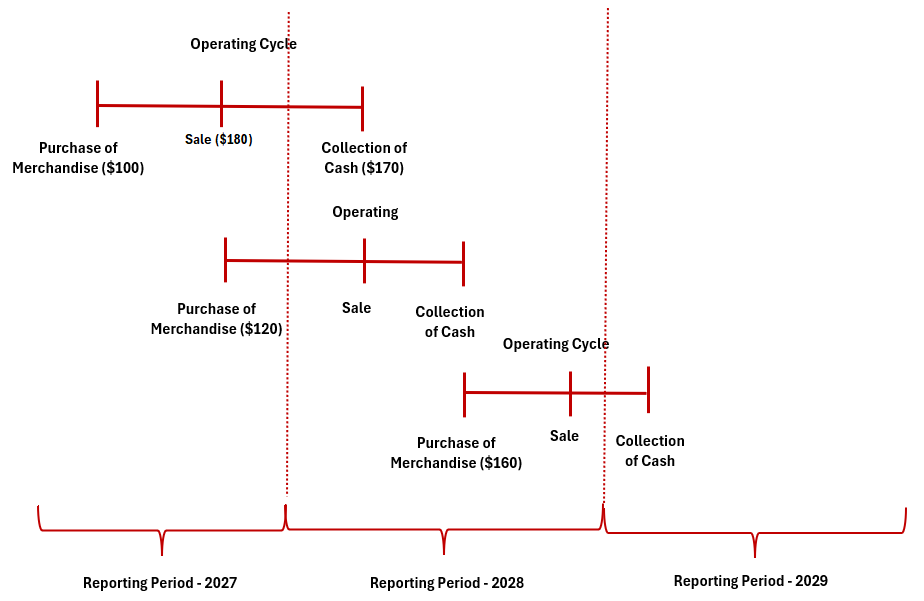 Operating Cycle
Purchase of
Merchandise ($100)
Sale ($180)
Collection of
Cash ($170)
Operating
Purchase of
Merchandise ($120)
Sale
Collection
of Cash
Operating Cycle
Purchase of
Merchandise ($160)
Sale
Collection
of Cash
Reporting Period - 2027
Reporting Period - 2028
Reporting Period - 2029